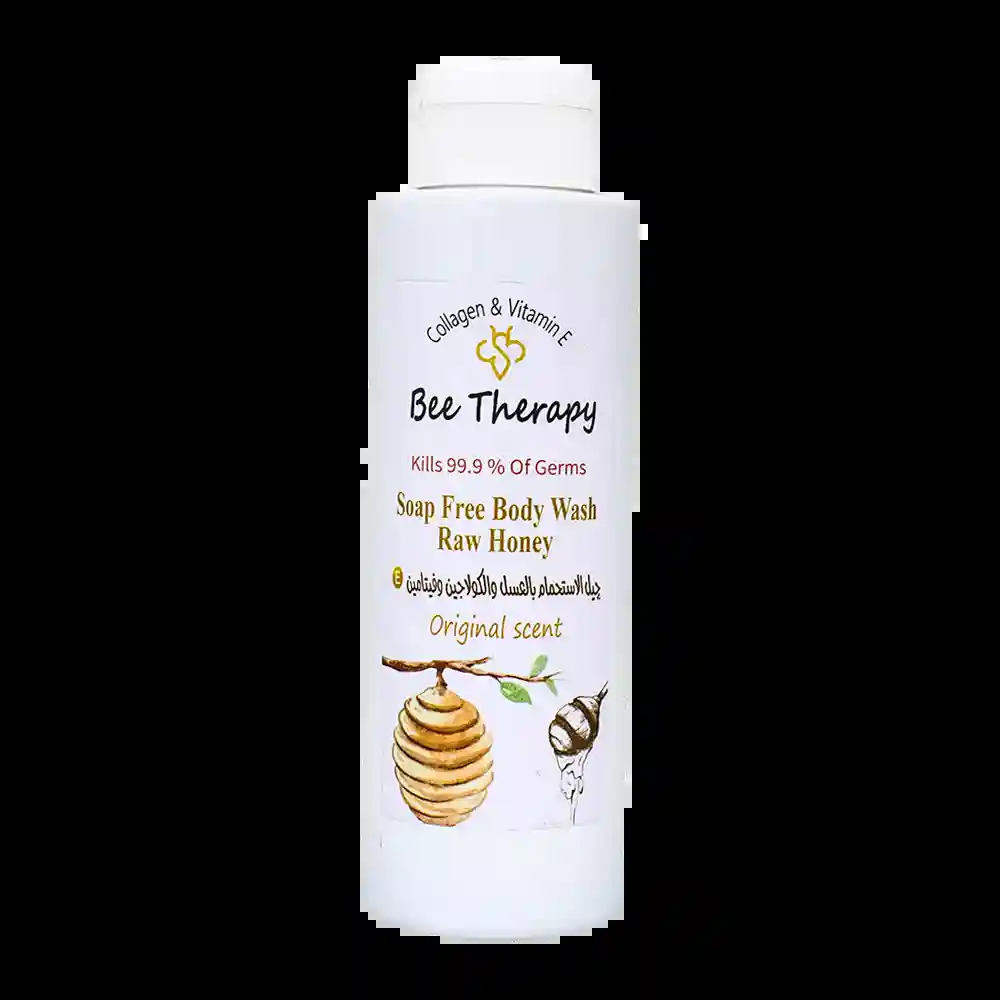 Collagen & Vitamin E
Bee Therapy
Kills 99.9 % Of Germs
Soap Free Body Wash
Raw Honey
جيل الاستحمام بالعسل والكولاجين وفيتامين E
Original scent